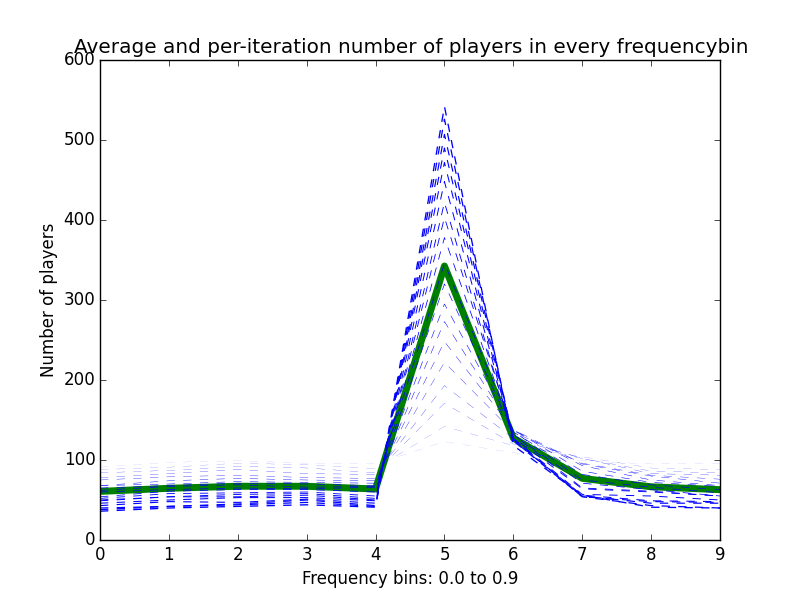 Average and per-iteration number of players in every frequencybin
600
500
400
300
200
100
0
Number of players
0 1 2 3 4 5 6 7 8 9
Frequency bins: 0.0 to 0.9